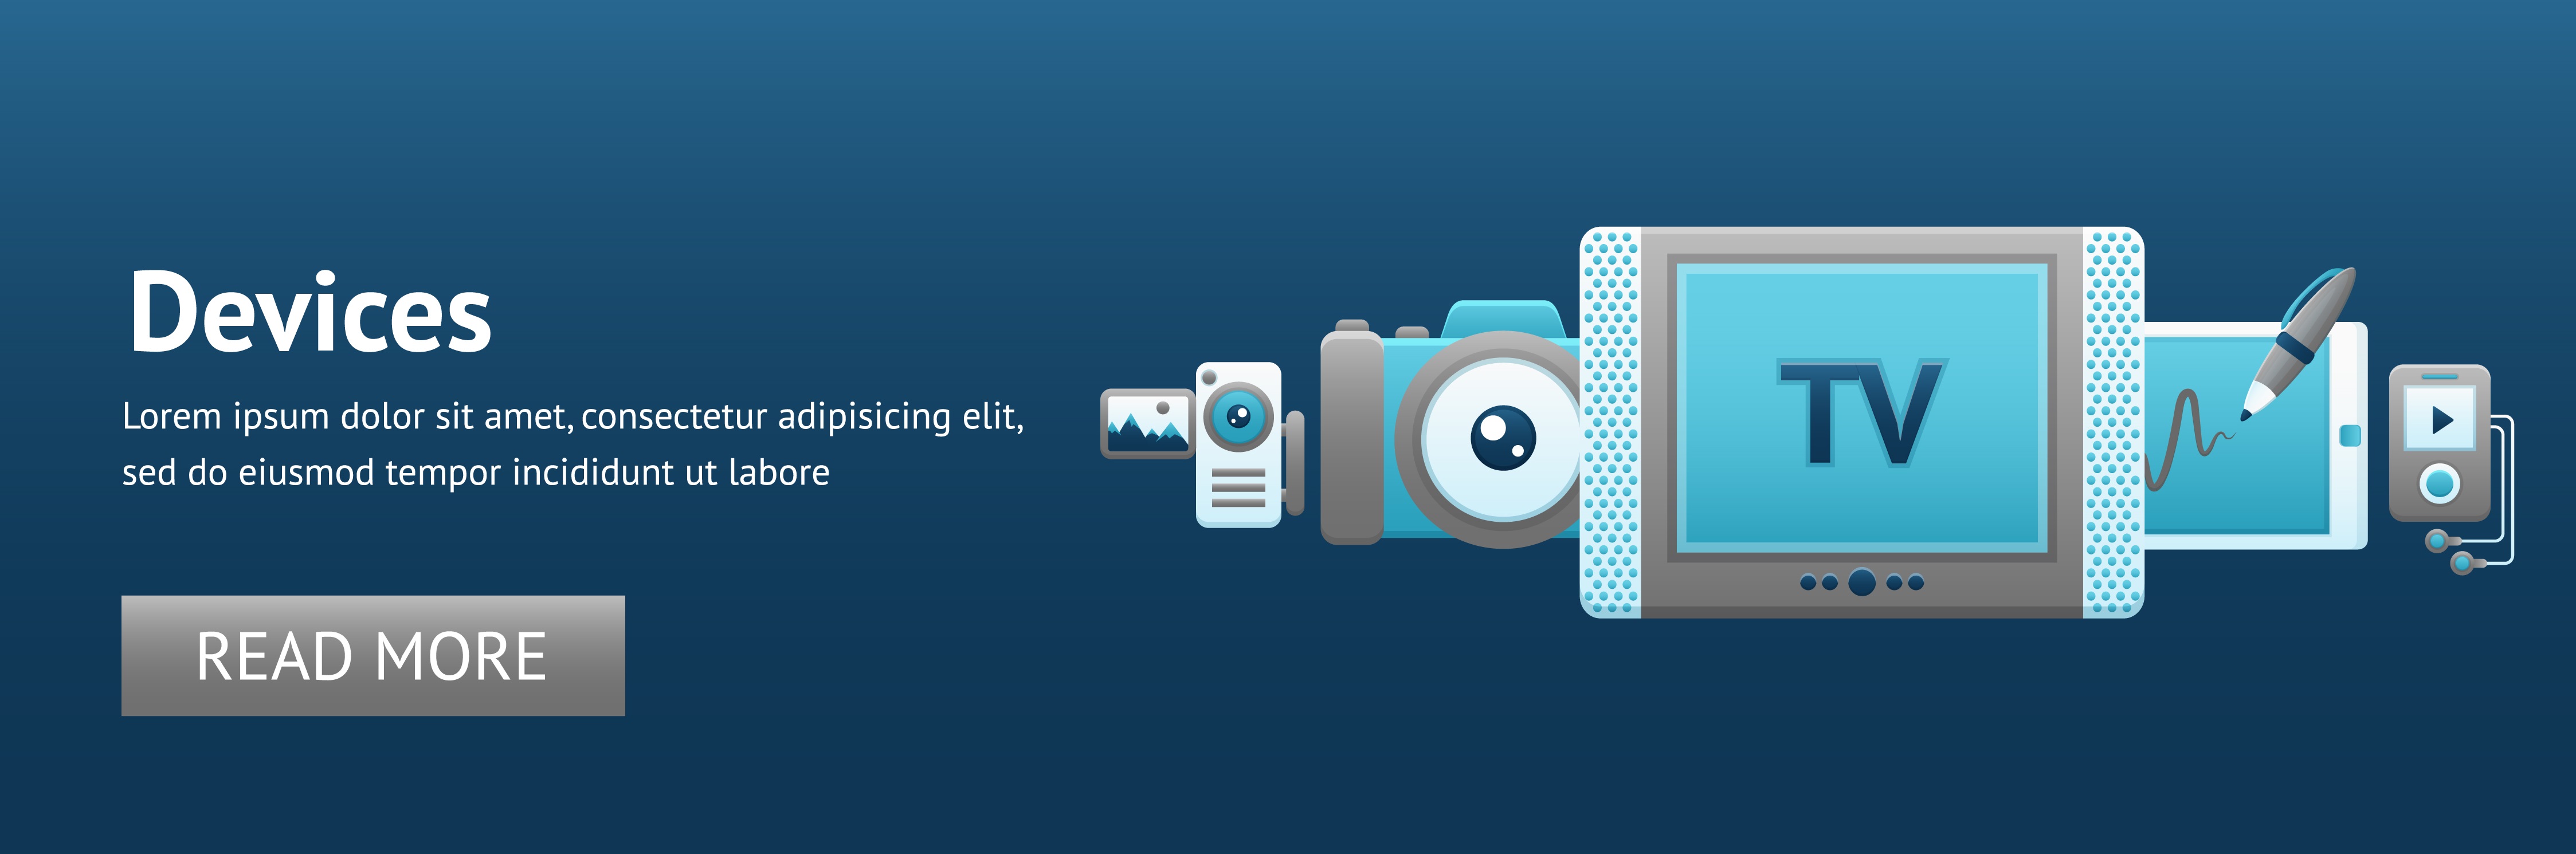 Devices
Lorem ipsum dolor sit amet, consectetur adipisicing elit,
sed do eiusmod tempor incididunt ut labore
READ MORE
TV